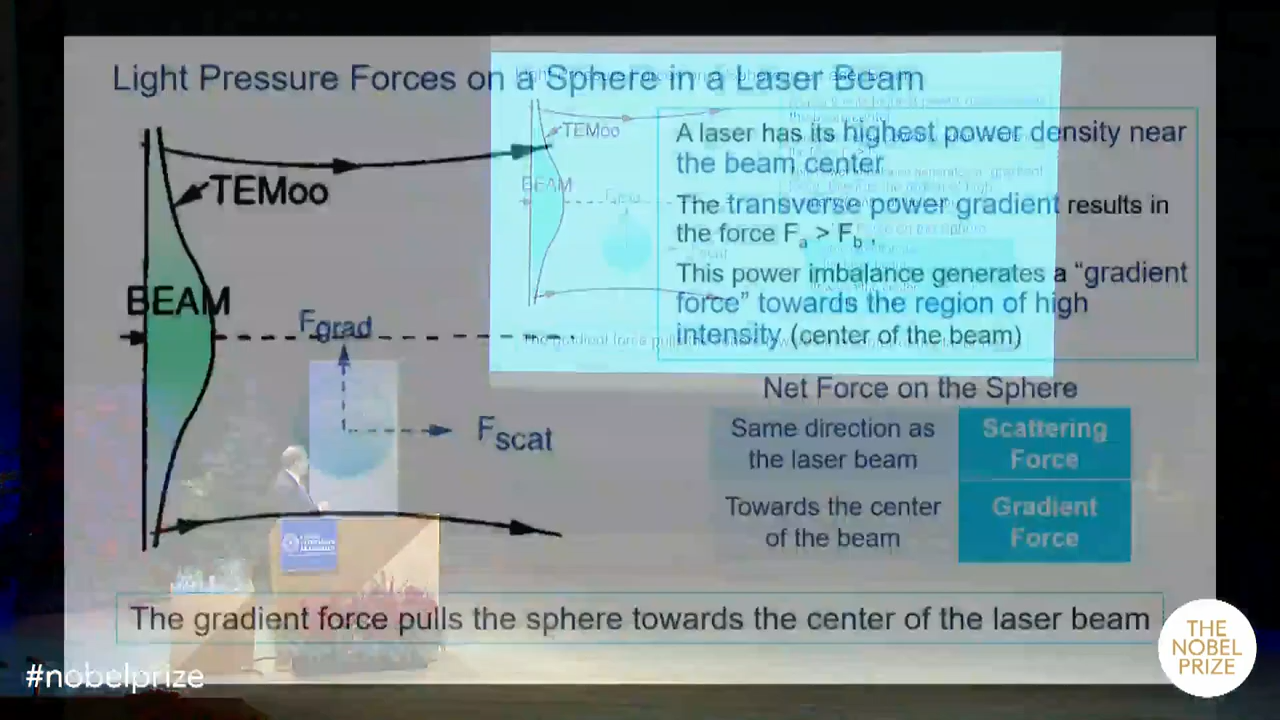 Light Pressure Forces on a Sphere in a Laser Beam
TEMoo
BEAM
Fgrad
Fscat
TEMoo
BEAM
A laser has its highest power density near
the beam center
The transverse power gradient results in
the force Fa > Fb ,
This power imbalance generates a “gradient
force” towards the region of high
intensity (center of the beam)
Net Force on the Sphere
Same direction as
the laser beam
Scattering
Force
Towards the center
of the beam
Gradient
Force
The gradient force pulls the sphere towards the center of the laser beam
#nobelprize
THE
NOBEL
PRIZE